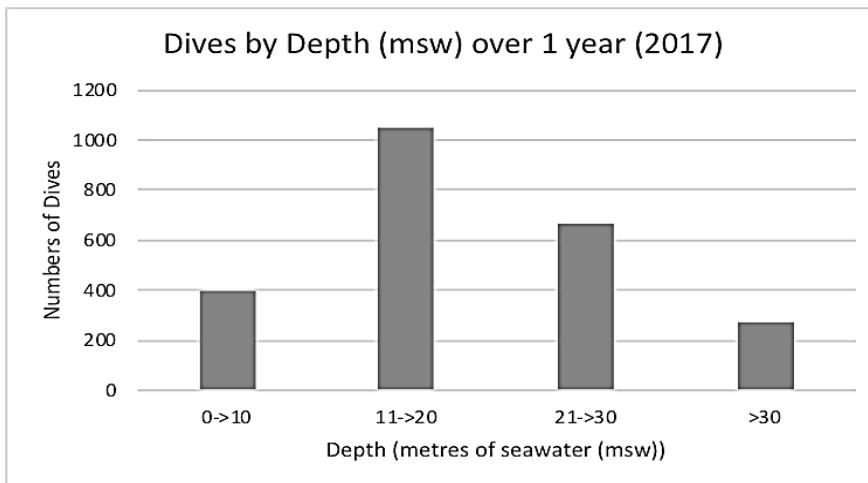 Dives by Depth (msw) over 1 year (2017)
Numbers of Dives
1200
1000
800
600
400
200
0
0->10 11->20 21->30 >30
Depth (metres of seawater (msw))